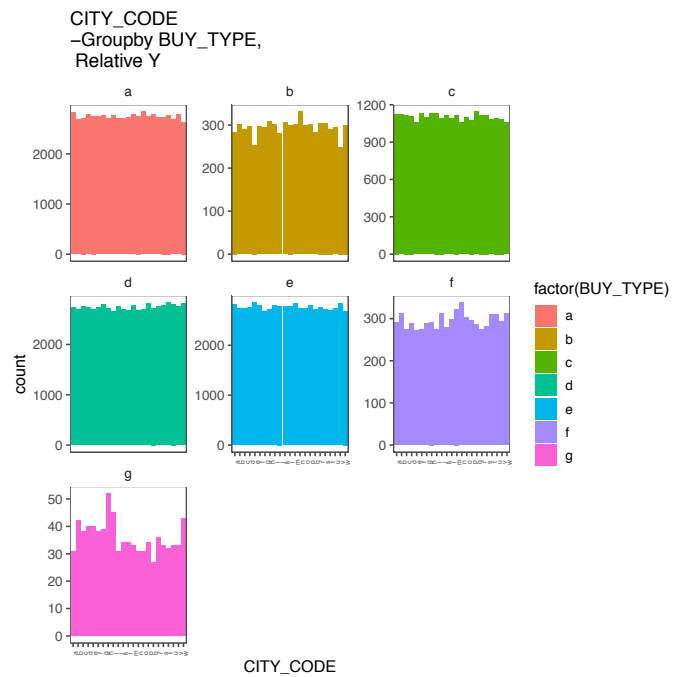 CITY_CODE
−Groupby BUY_TYPE,
Relative Y
a
b
c
2000
1000
0
300
200
100
0
1200
900
600
300
0
d
e
f
2000
1000
0
2000
1000
0
300
200
100
0
g
50
40
30
20
10
0
count
CITY_CODE
factor(BUY_TYPE)
a
b
c
d
e
f
g